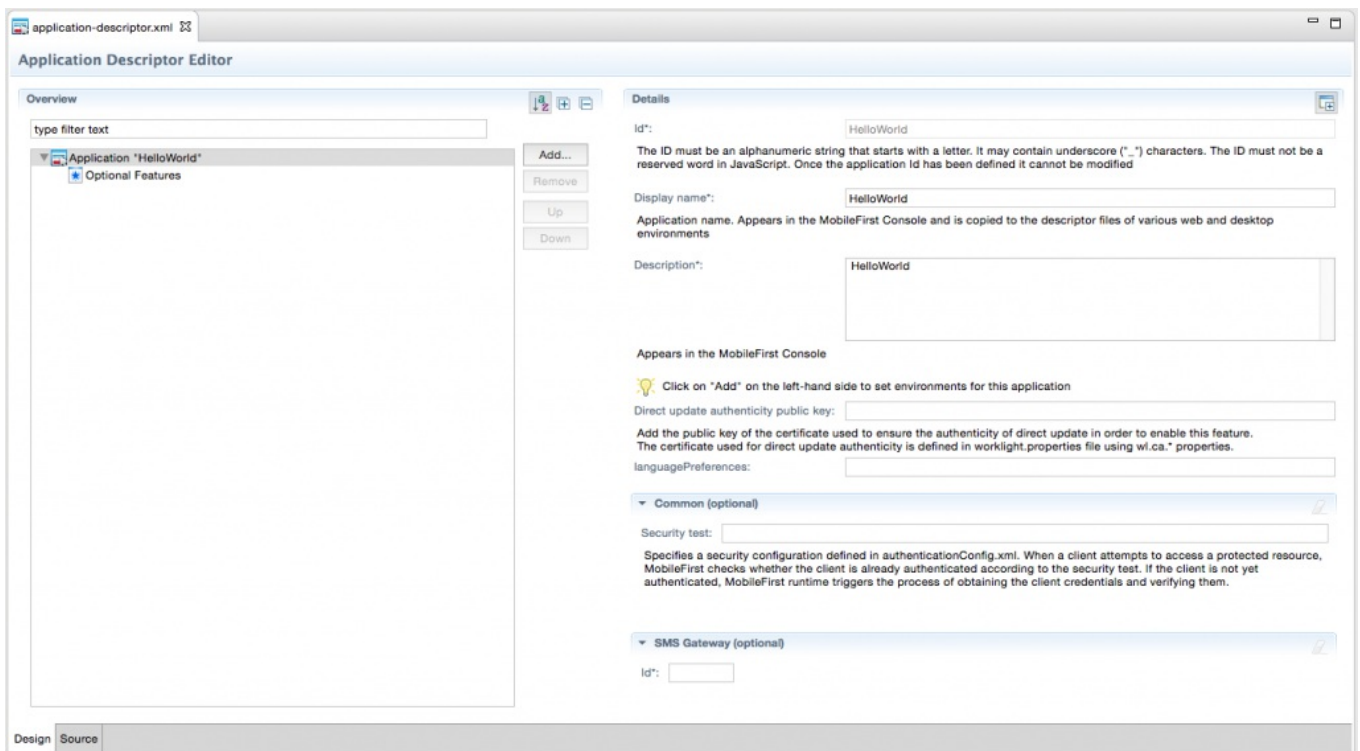 application-descriptor.xml
Application Descriptor Editor
Overview
type filter text
Application "HelloWorld"
Optional Features
Add...
Remove
Up
Down
Details
Id*:
HelloWorld
The ID must be an alphanumeric string that starts with a letter. It may contain underscore ("_") characters. The ID must not be a
reserved word in JavaScript. Once the application Id has been defined it cannot be modified
Display name*:
HelloWorld
Application name. Appears in the MobileFirst Console and is copied to the descriptor files of various web and desktop
environments
Description*:
HelloWorld
Appears in the MobileFirst Console
Click on "Add" on the left-hand side to set environments for this application
Direct update authenticity public key:
Add the public key of the certificate used to ensure the authenticity of direct update in order to enable this feature.
The certificate used for direct update authenticity is defined in worklight.properties file using wl.ca.* properties.
languagePreferences:
Common (optional)
Security test:
Specifies a security configuration defined in authenticationConfig.xml. When a client attempts to access a protected resource,
MobileFirst checks whether the client is already authenticated according to the security test. If the client is not yet
authenticated, MobileFirst runtime triggers the process of obtaining the client credentials and verifying them.
SMS Gateway (optional)
Id*:
Design
Source